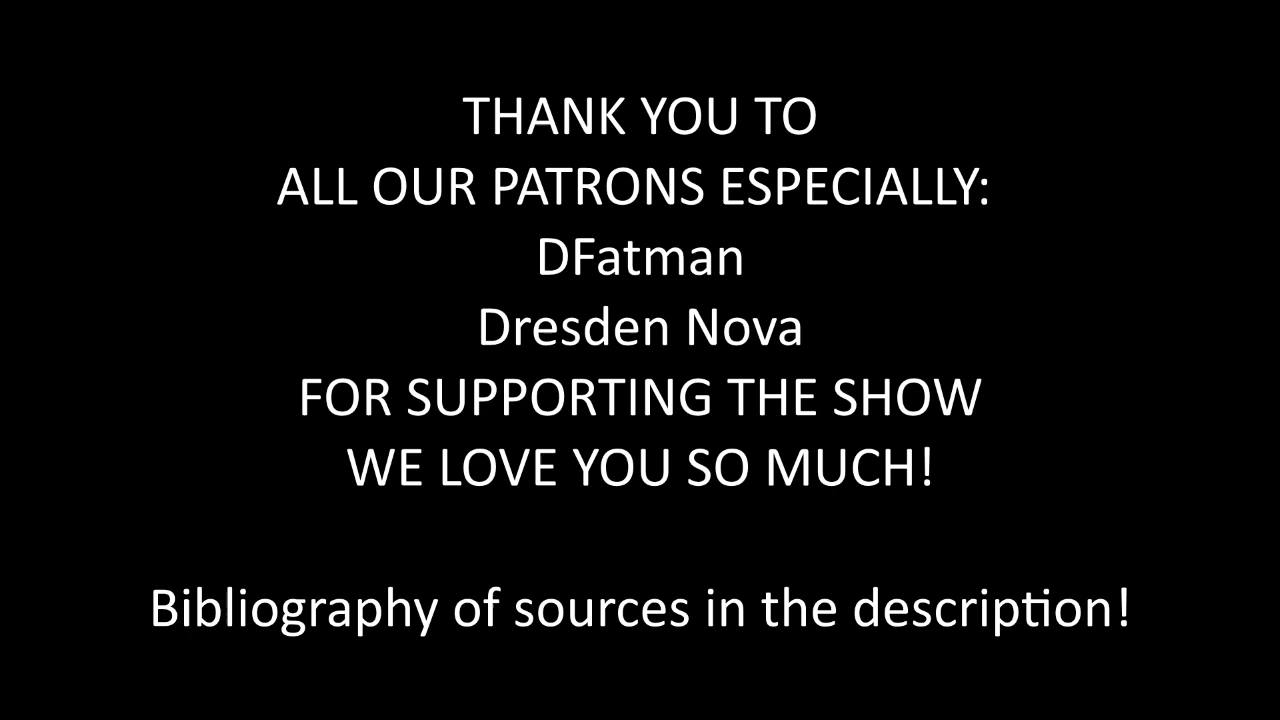 THANK YOU TO
ALL OUR PATRONS ESPECIALLY:
DFatman
Dresden Nova
FOR SUPPORTING THE SHOW
WE LOVE YOU SO MUCH!
Bibliography of sources in the description!